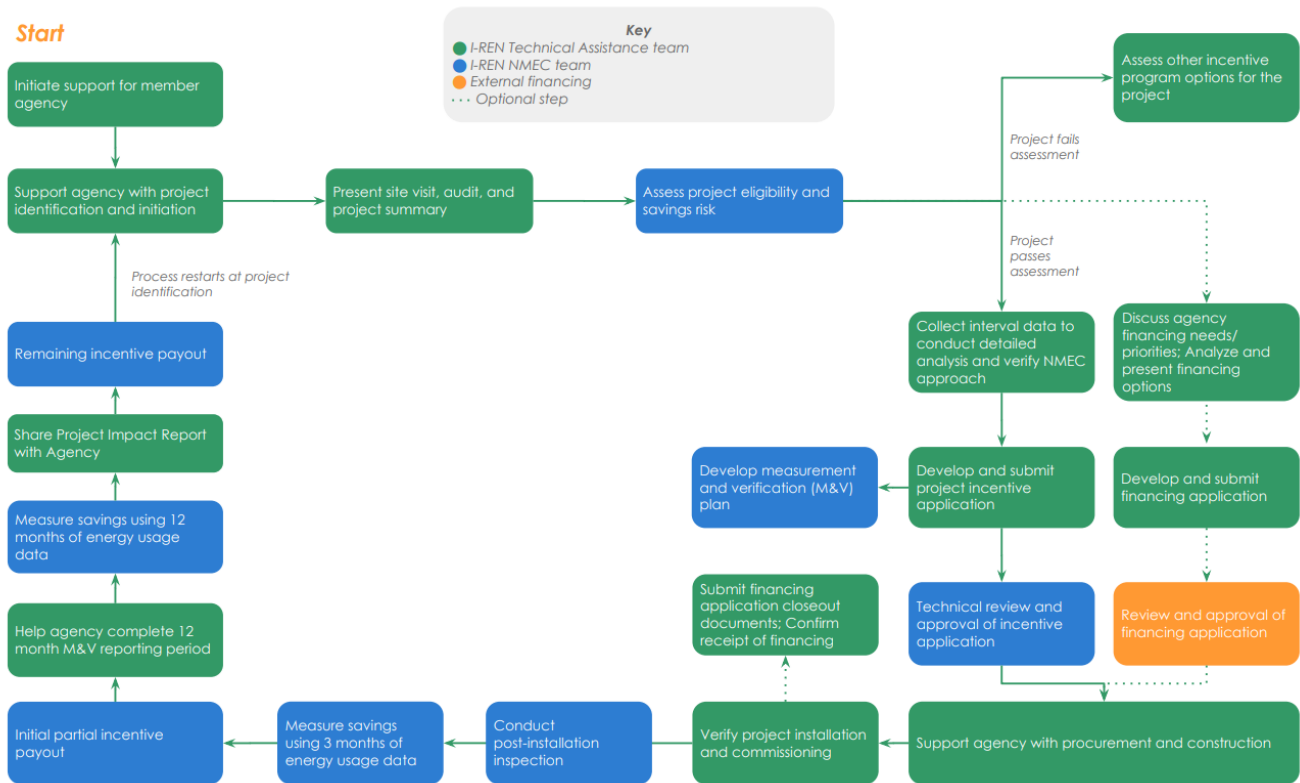 Start
Key
I-REN Technical Assistance team
I-REN NMEC team
External financing
Optional step
Initiate support for member
agency
Assess other incentive
program options for the
project
Project fails
assessment
Support agency with project
identification and initiation
Present site visit, audit, and
project summary
Assess project eligibility and
savings risk
Project
passes
assessment
Process restarts at project
identification
Remaining incentive payout
Collect interval data to
conduct detailed
analysis and verify NMEC
approach
Discuss agency
financing needs/
priorities; Analyze and
present financing
options
Share Project Impact Report
with Agency
Develop measurement
and verification (M&V)
plan
Develop and submit
project incentive
application
Develop and submit
financing application
Measure savings using 12
months of energy usage
data
Submit financing
application closeout
documents; Confirm
receipt of financing
Technical review and
approval of incentive
application
Review and approval of
financing application
Help agency complete 12
month M&V reporting period
Initial partial incentive
payout
Measure savings
using 3 months of
energy usage data
Conduct
post-installation
inspection
Verify project installation
and commissioning
Support agency with procurement and construction